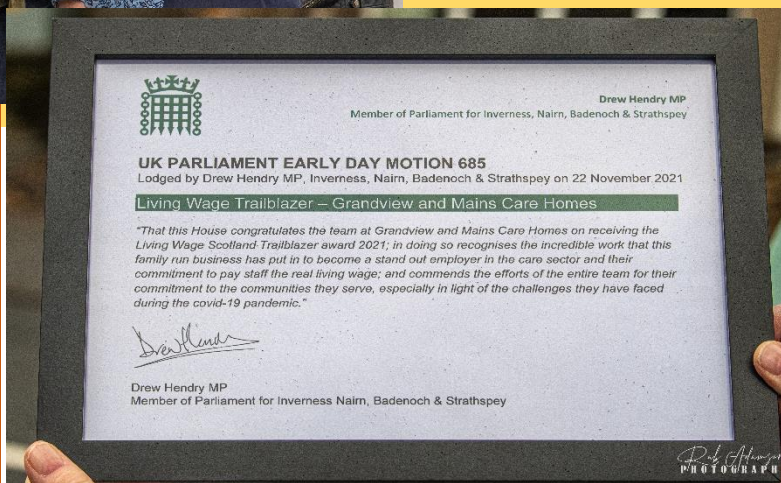 Drew Hendry MP
Member of Parliament for Inverness, Nairn, Badenoch & Strathspey
UK PARLIAMENT EARLY DAY MOTION 685
Lodged by Drew Hendry MP, Inverness, Nairn, Badenoch & Strathspey on 22 November 2021
Living Wage Trailblazer – Grandview and Mains Care Homes
"That this House congratulates the team at Grandview and Mains Care Homes on receiving the
Living Wage Scotland Trailblazer award 2021; in doing so recognises the incredible work that this
family run business has put in to become a stand out employer in the care sector and their
commitment to pay staff the real living wage; and commends the efforts of the entire team for their
commitment to the communities they serve, especially in light of the challenges they have faced
during the covid-19 pandemic."
Drew Hendry MP
Member of Parliament for Inverness Nairn, Badenoch & Strathspey